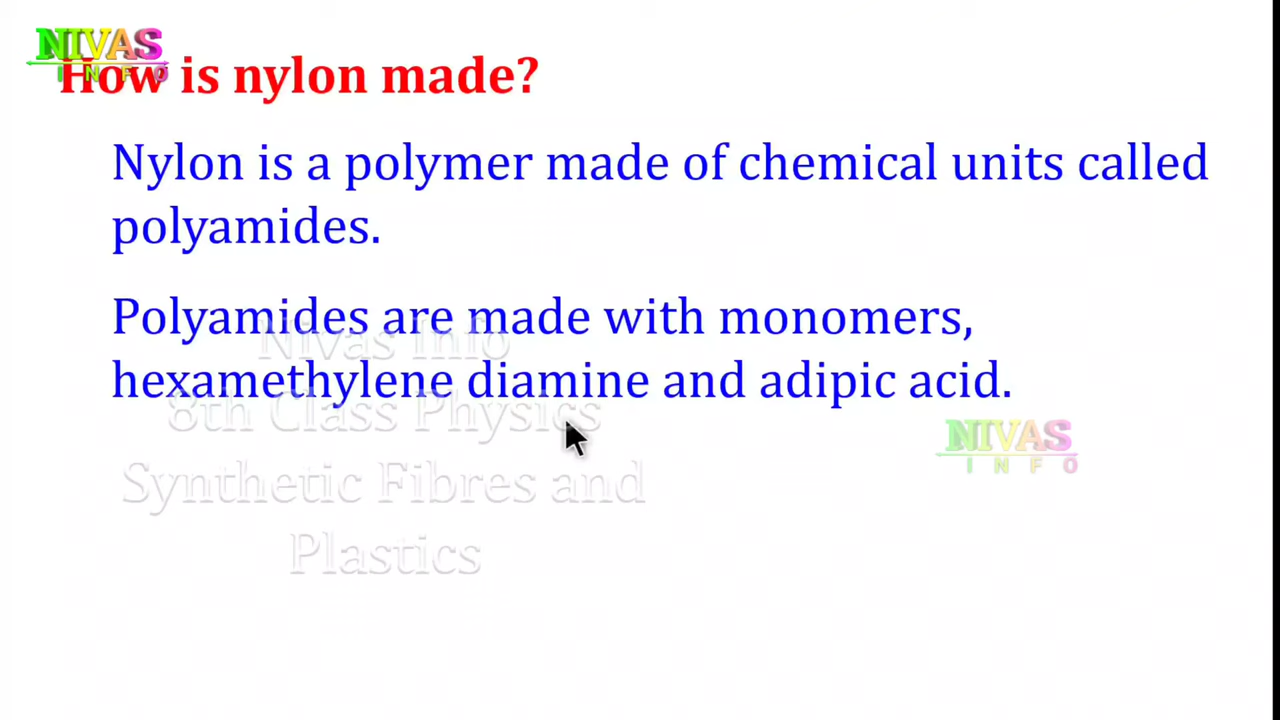 NIVAS
INFO
How is nylon made?
Nylon is a polymer made of chemical units called
polyamides.
Polyamides are made with monomers,
hexamethylene diamine and adipic acid.
Nivas Info
8th Class Physics
Synthetic Fibres and
Plastics
NIVAS
INFO